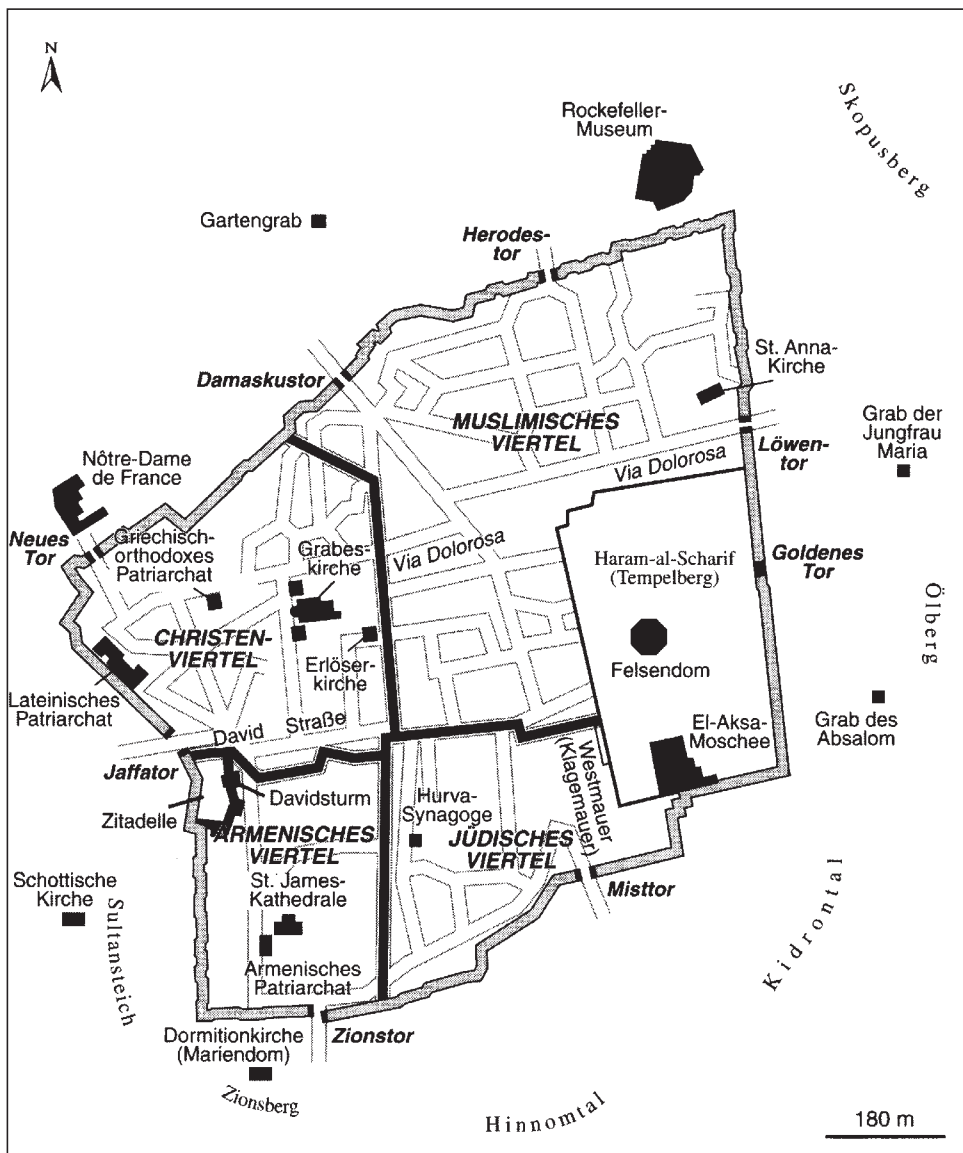 N
Skopusberg
Rockefeller-
Museum
Gartengrab
Herodes-
tor
Damaskustor
St. Anna-
Kirche
MUSLIMISCHES
VIERTEL
Grab der
Jungfrau
Maria
Löwen-
tor
Via Dolorosa
Nôtre-Dame
de France
Neues
Tor
Griechisch-
orthodoxes
Patriarchat
Grabes-
kirche
Via Dolorosa
Haram-al-Scharif
(Tempelberg)
Goldenes
Tor
Ölberg
CHRISTEN-
VIERTEL
Erlöser-
kirche
Felsendom
Lateinisches
Patriarchat
David Straße
El-Aksa-
Moschee
Grab des
Absalom
Jaffator
Davidsturm
Zitadelle
Westmauer
(Klagemauer)
Hurva-
Synagoge
ARMENISCHES
VIERTEL
JÜDISCHES
VIERTEL
Misttor
Schottische
Kirche
Sultansteich
St. James-
Kathedrale
Kidrontal
Armenisches
Patriarchat
Dormitionkirche
(Mariendom)
Zionstor
Zionsberg
Hinnomtal
180 m